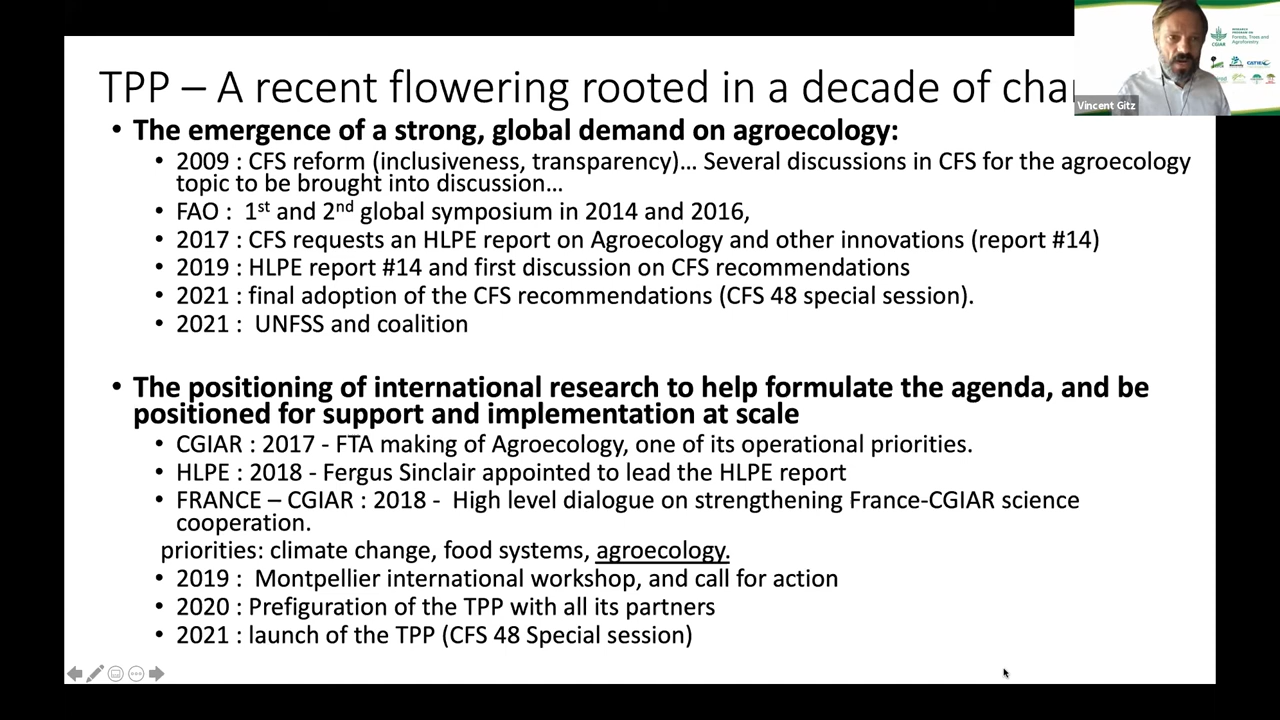 TPP – A recent flowering rooted in a decade of cha
• The emergence of a strong, global demand on agroecology:
• 2009 : CFS reform (inclusiveness, transparency)... Several discussions in CFS for the agroecology
topic to be brought into discussion...
• FAO : 1st and 2nd global symposium in 2014 and 2016,
• 2017 : CFS requests an HLPE report on Agroecology and other innovations (report #14)
• 2019 : HLPE report #14 and first discussion on CFS recommendations
• 2021 : final adoption of the CFS recommendations (CFS 48 special session).
• 2021 : UNFSS and coalition
• The positioning of international research to help formulate the agenda, and be
positioned for support and implementation at scale
• CGIAR : 2017 - FTA making of Agroecology, one of its operational priorities.
• HLPE : 2018 - Fergus Sinclair appointed to lead the HLPE report
• FRANCE – CGIAR : 2018 - High level dialogue on strengthening France-CGIAR science
cooperation.
priorities: climate change, food systems, agroecology.
• 2019 : Montpellier international workshop, and call for action
• 2020 : Prefiguration of the TPP with all its partners
• 2021 : launch of the TPP (CFS 48 Special session)
Vincent Gitz
CGIAR
RESEARCH PROGRAM ON
Forests, Trees and
Agroforestry